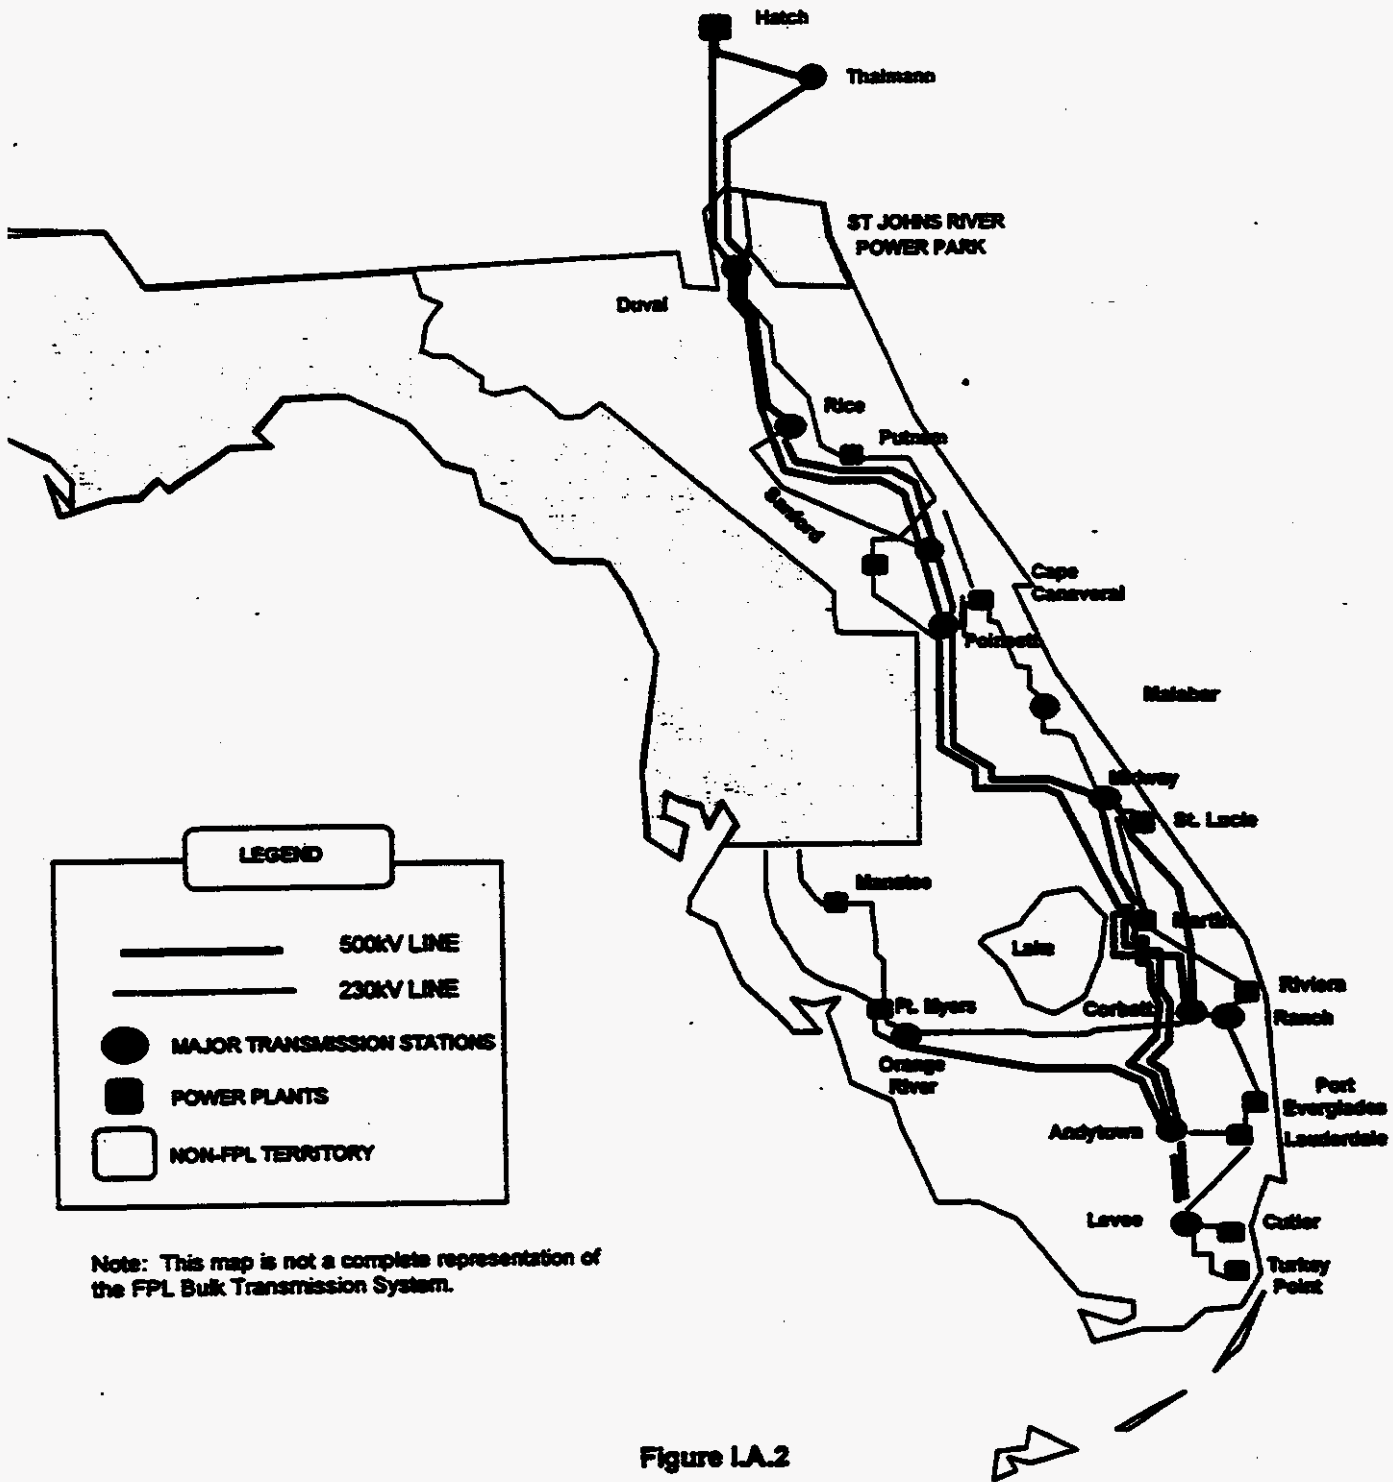 Hatch
Thalmann
ST JOHNS RIVER
POWER PARK
Duval
Rice
Putnam
Sanford
Cape
Canaveral
Poinsett
Malabar
Midway
St. Lucie
LEGEND
500kV LINE
230kV LINE
MAJOR TRANSMISSION STATIONS
POWER PLANTS
NON-FPL TERRITORY
Manatee
Lake
Martin
Riviera
Ft. Myers
Corbett
Ranch
Orange
River
Port
Everglades
Andytown
Lauderdale
Levee
Cutler
Turkey
Point
Note: This map is not a complete representation of
the FPL Bulk Transmission System.
Figure I.A.2